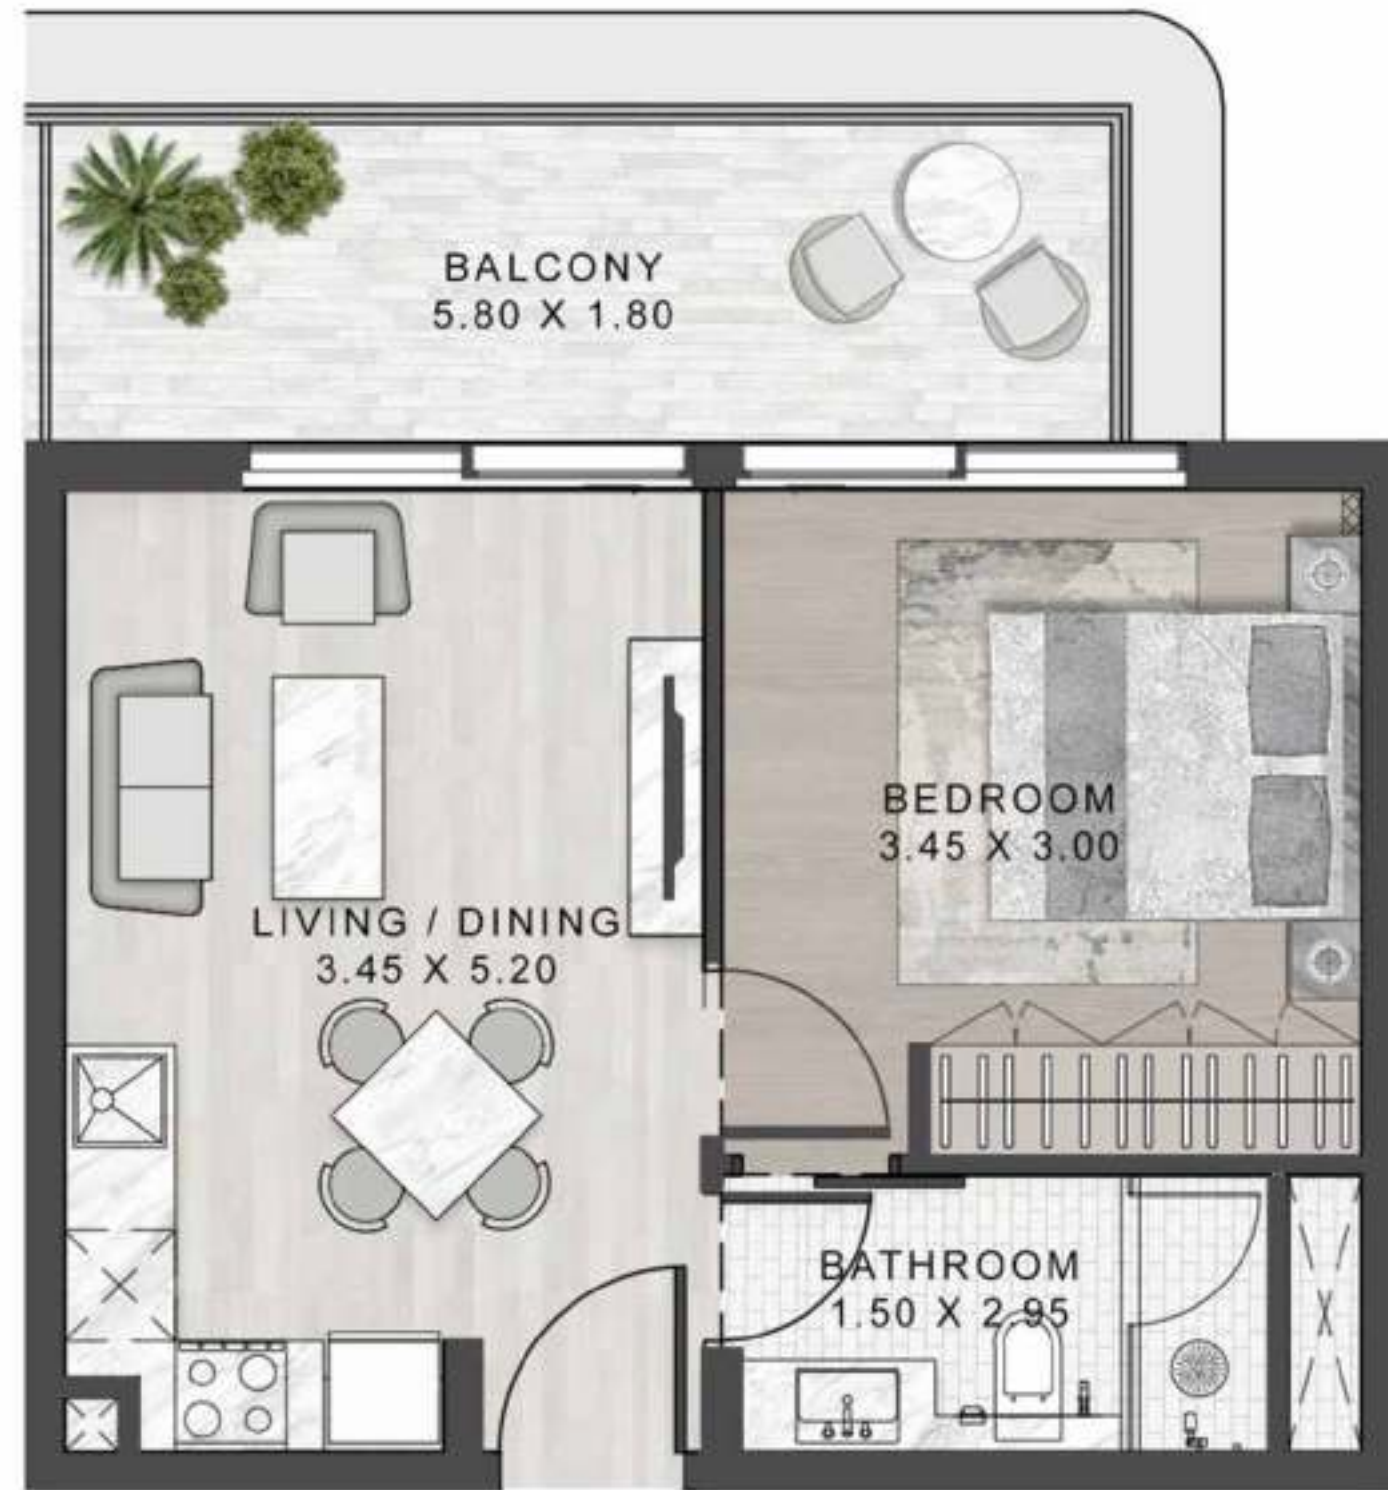 BALCONY
5.80 X 1.80
BEDROOM
3.45 X 3.00
LIVING / DINING
3.45 X 5.20
BATHROOM
1.50 X 2.95